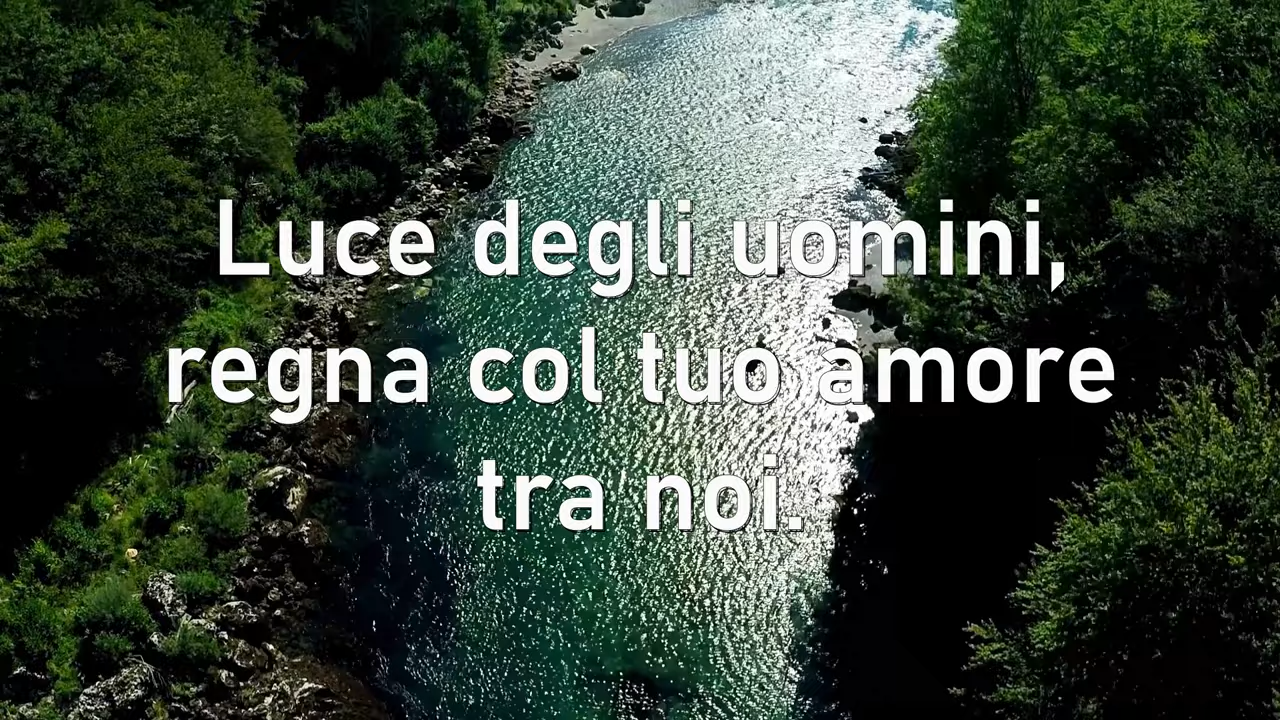 Luce degli uomini,
regna col tuo amore
tra noi.